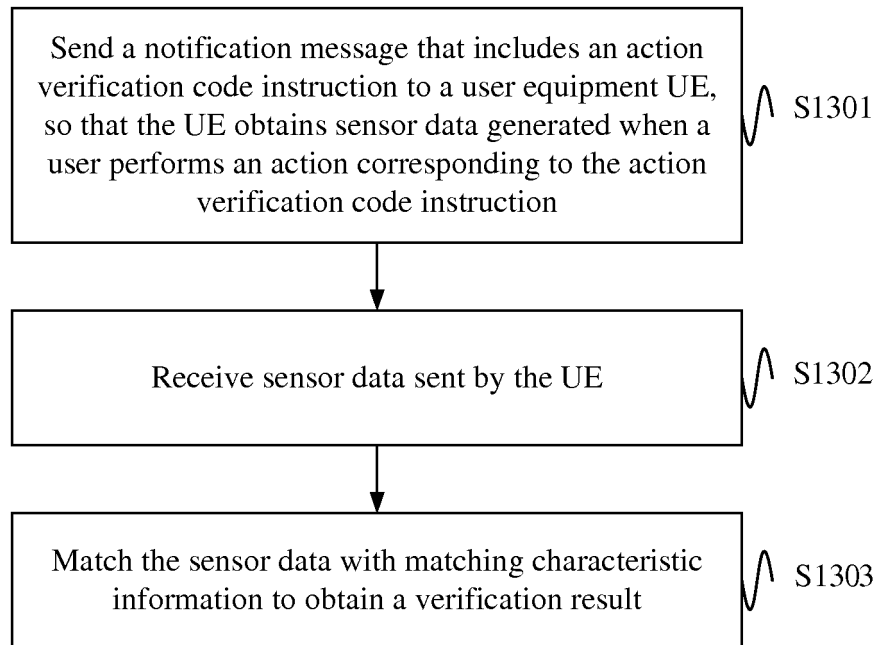 Send a notification message that includes an action
verification code instruction to a user equipment UE,
so that the UE obtains sensor data generated when a
user performs an action corresponding to the action
verification code instruction
S1301
Receive sensor data sent by the UE
S1302
Match the sensor data with matching characteristic
information to obtain a verification result
S1303